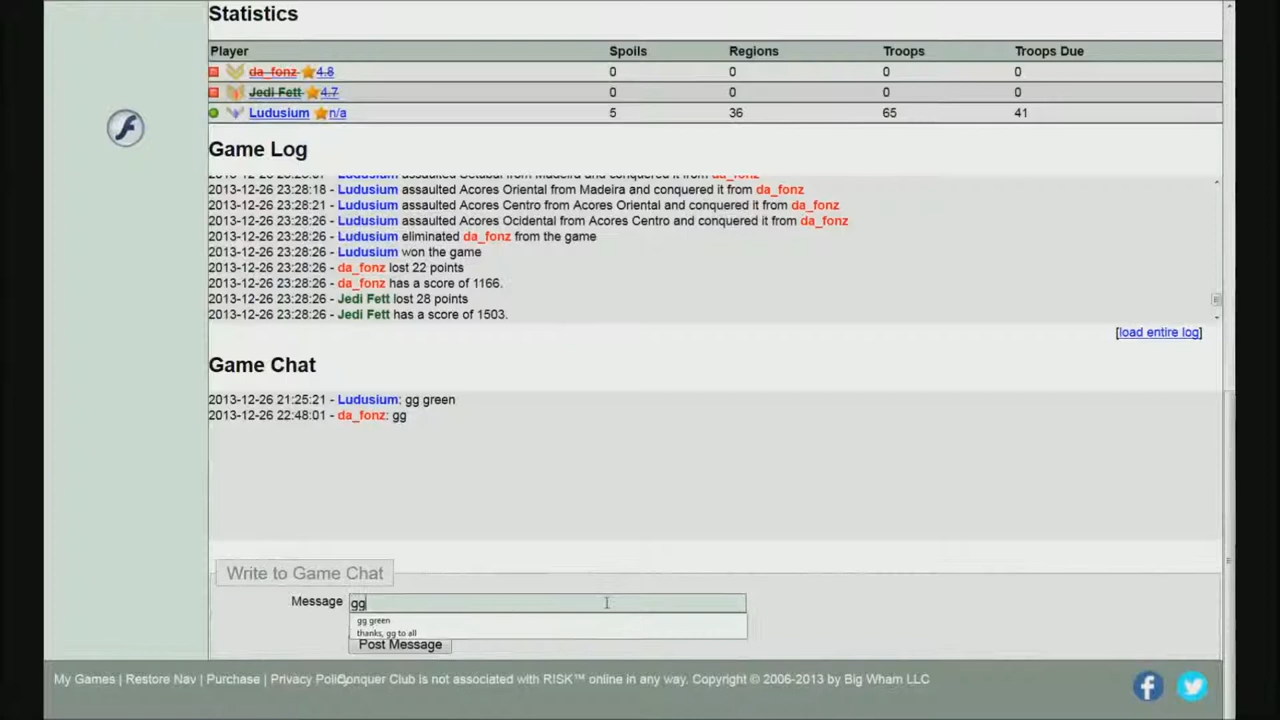 Statistics
Player Spoils Regions Troops Troops Due
da_fonz 4.8 0 0 0 0
Jedi Fett 4.7 0 0 0 0
Ludusium n/a 5 36 65 41
Game Log
2013-12-26 23:28:18 - Ludusium assaulted Acores Oriental from Madeira and conquered it from da_fonz
2013-12-26 23:28:21 - Ludusium assaulted Acores Centro from Acores Oriental and conquered it from da_fonz
2013-12-26 23:28:26 - Ludusium assaulted Acores Ocidental from Acores Centro and conquered it from da_fonz
2013-12-26 23:28:26 - Ludusium eliminated da_fonz from the game
2013-12-26 23:28:26 - Ludusium won the game
2013-12-26 23:28:26 - da_fonz lost 22 points
2013-12-26 23:28:26 - da_fonz has a score of 1166.
2013-12-26 23:28:26 - Jedi Fett lost 28 points
2013-12-26 23:28:26 - Jedi Fett has a score of 1503.
[load entire log]
Game Chat
2013-12-26 21:25:21 - Ludusium: gg green
2013-12-26 22:48:01 - da_fonz: gg
Write to Game Chat
Message gg
gg green
thanks, gg to all
Post Message
My Games | Restore Nav | Purchase | Privacy Policy Conquer Club is not associated with RISK™ online in any way. Copyright © 2006-2013 by Big Wham LLC